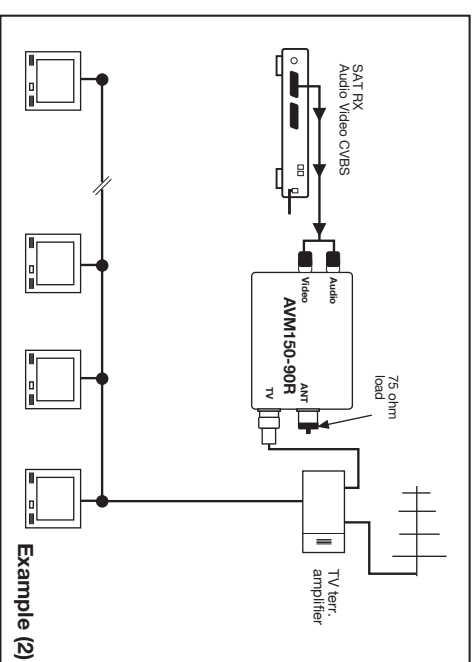 SAT RX
Audio Video CVBS
Audio
Video
AVM150-90R
ANT
TV
75 ohm
load
TV terr.
amplifier
Example (2)